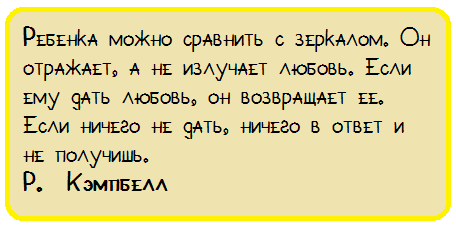 Ребенка можно сравнить с зеркалом. Он
отражает, а не излучает любовь. Если
ему дать любовь, он возвращает ее.
Если ничего не дать, ничего в ответ и
не получишь.
Р. Кэмпбелл